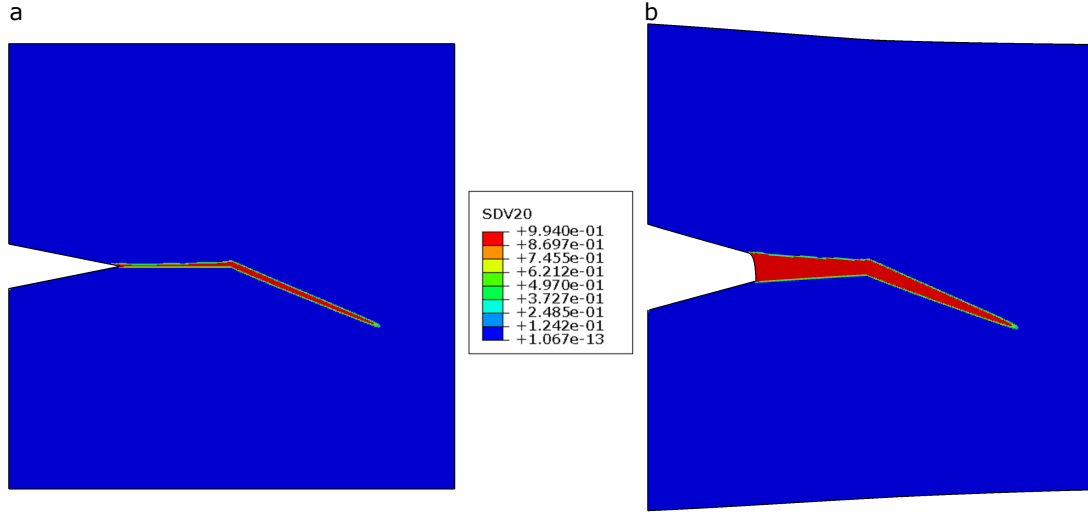 a
b
SDV20
+9.940e-01
+8.697e-01
+7.455e-01
+6.212e-01
+4.970e-01
+3.727e-01
+2.485e-01
+1.242e-01
+1.067e-13